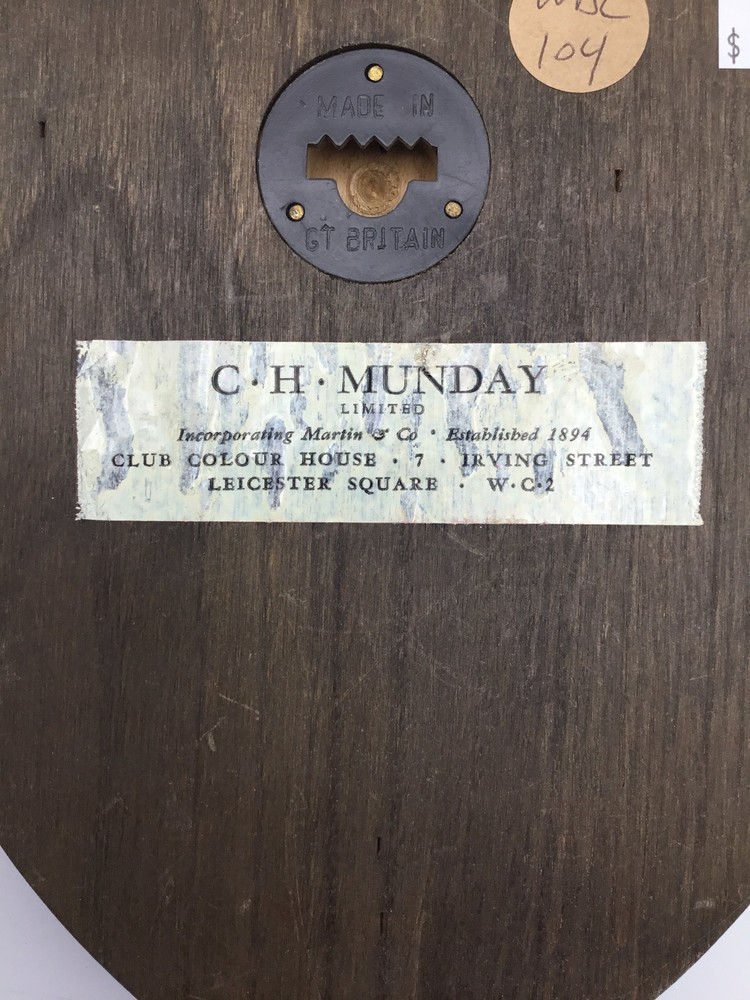 104
$
MADE IN
GT BRITAIN
C·H·MUNDAY
LIMITED
Incorporating Martin & Co · Established 1894
CLUB COLOUR HOUSE · 7 · IRVING STREET
LEICESTER SQUARE · W·C·2